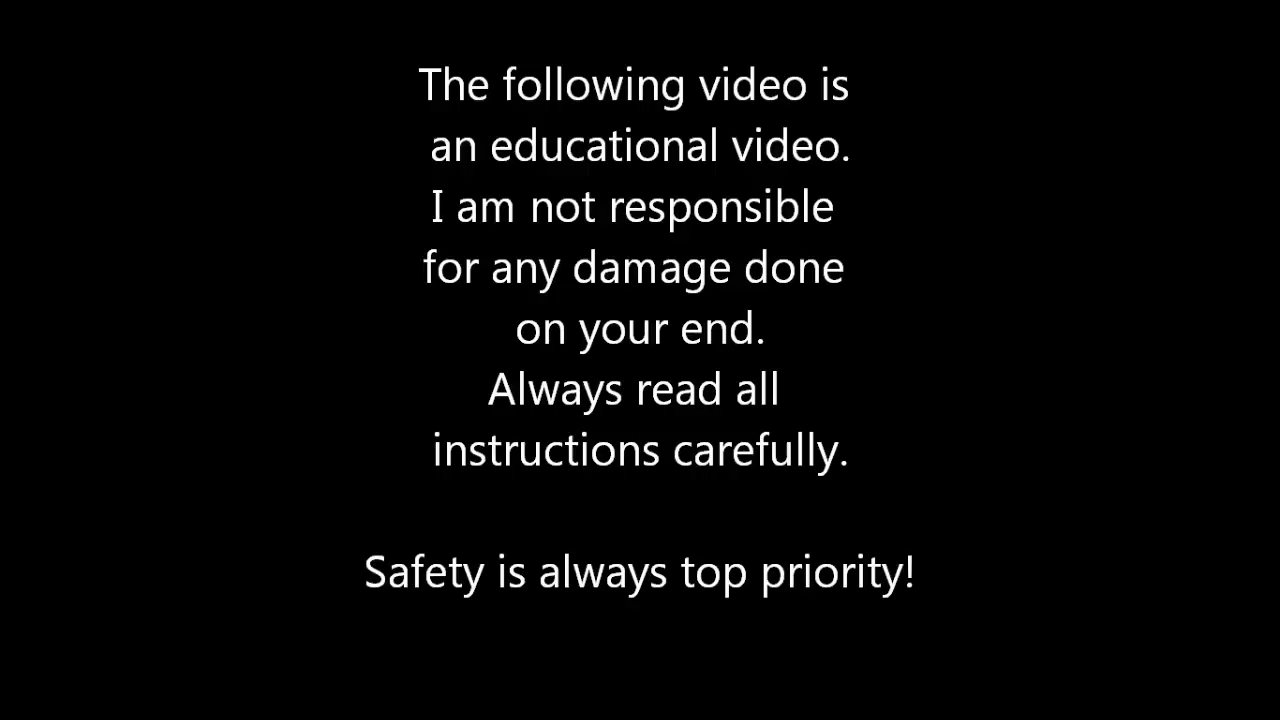 The following video is
an educational video.
I am not responsible
for any damage done
on your end.
Always read all
instructions carefully.
Safety is always top priority!